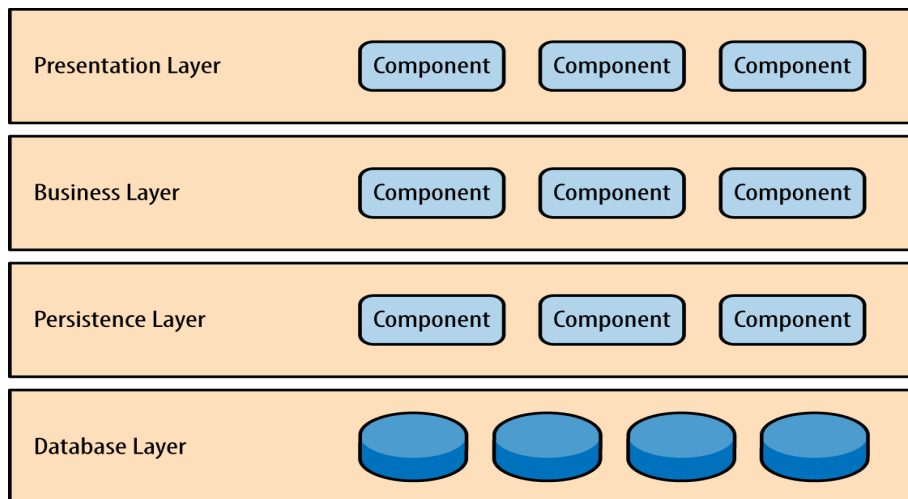 Presentation Layer Component Component Component
Business Layer Component Component Component
Persistence Layer Component Component Component
Database Layer